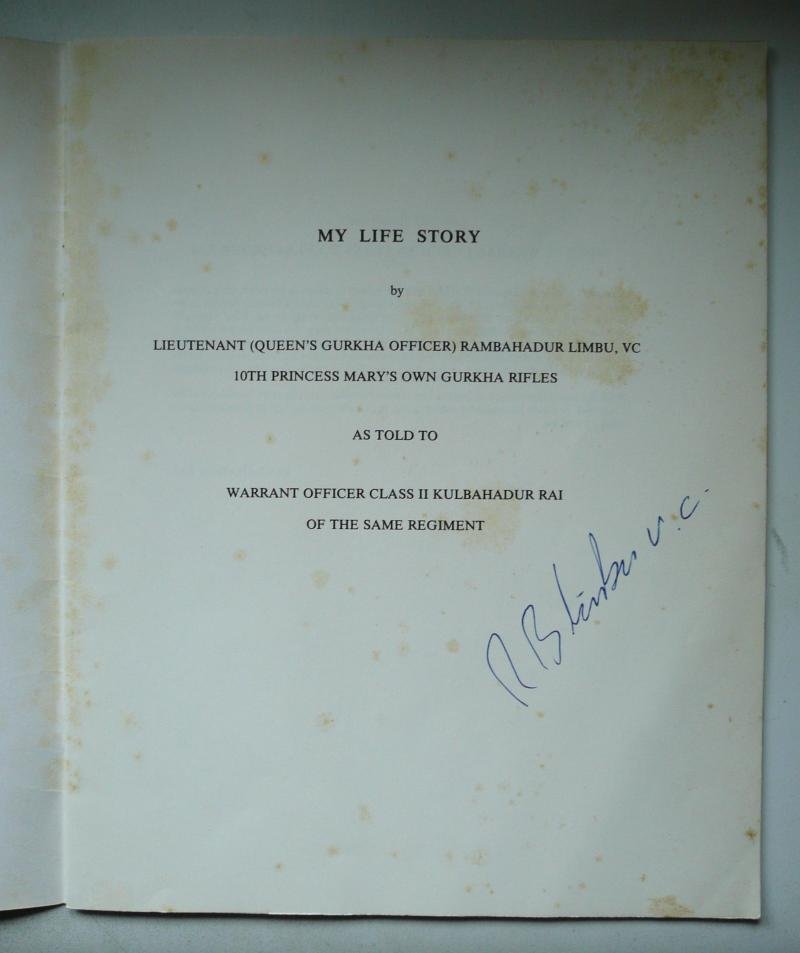 MY LIFE STORY
by
LIEUTENANT (QUEEN'S GURKHA OFFICER) RAMBAHADUR LIMBU, VC
10TH PRINCESS MARY'S OWN GURKHA RIFLES
AS TOLD TO
WARRANT OFFICER CLASS II KULBAHADUR RAI
OF THE SAME REGIMENT
RBLimbu V.C.